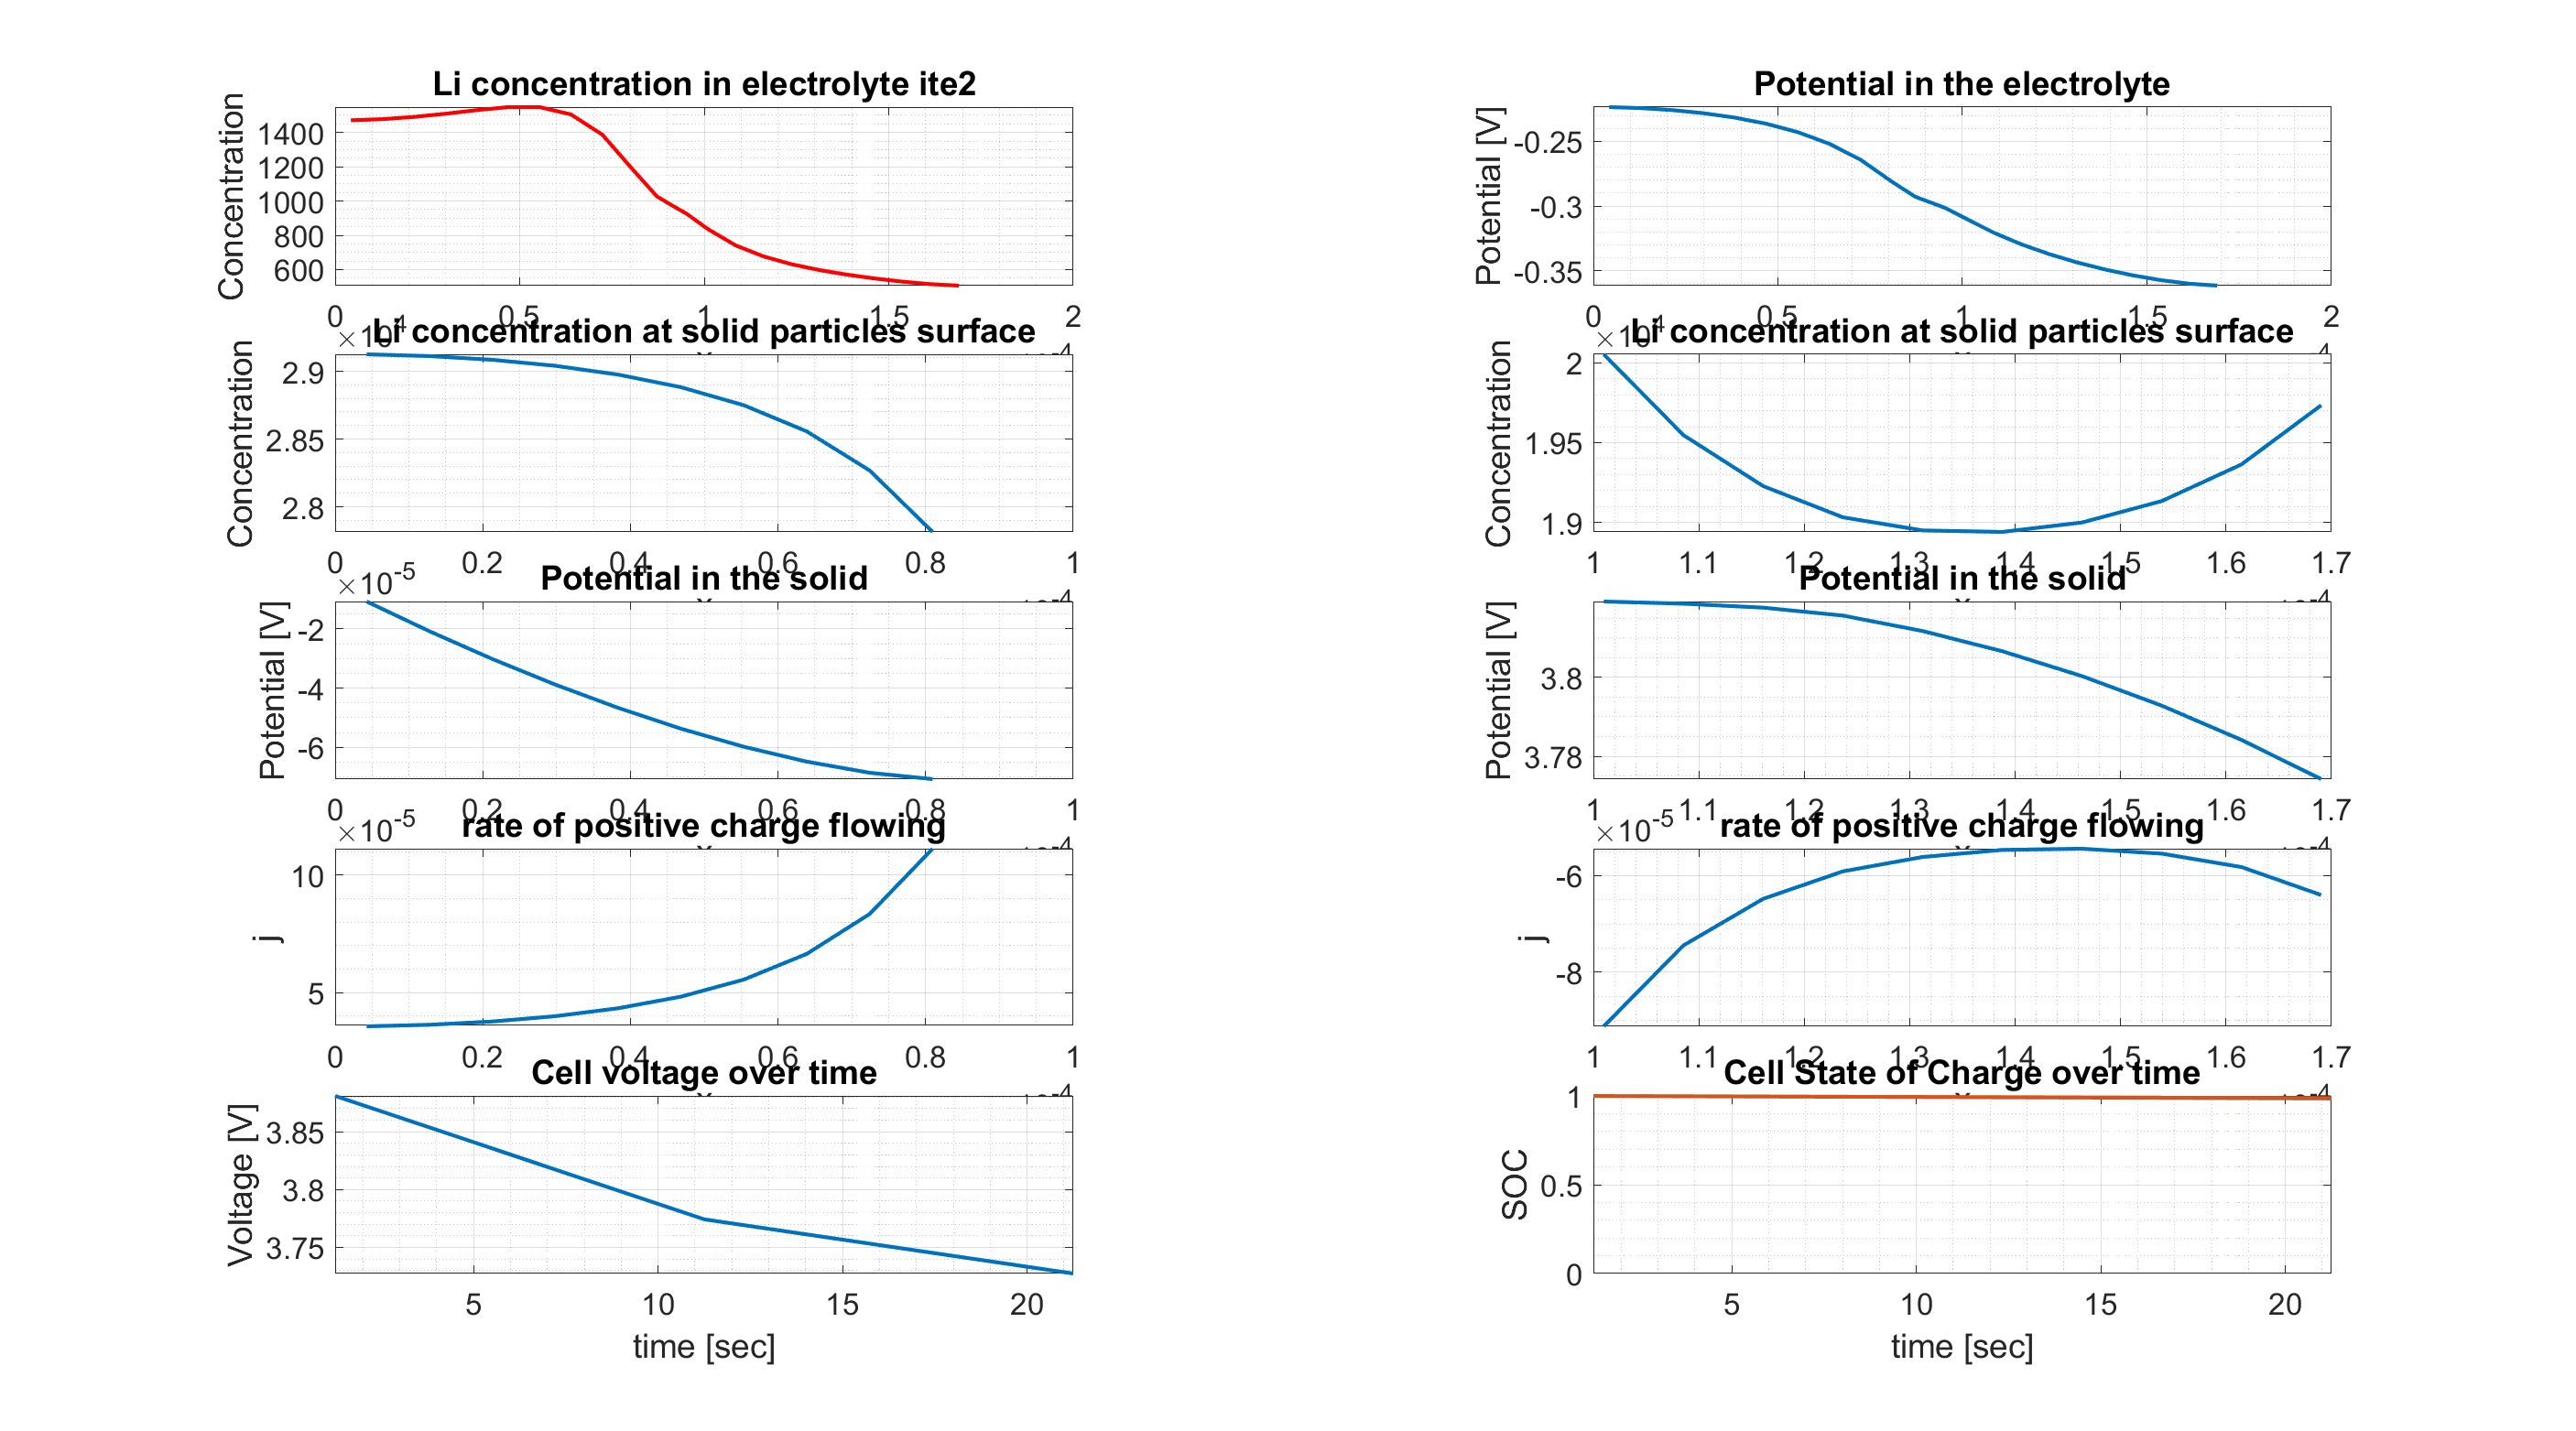 Li concentration in electrolyte ite2
Concentration
1400
1200
1000
800
600
0 0.5 1 1.5 2
Potential in the electrolyte
Potential [V]
-0.25
-0.3
-0.35
0 0.5 1 1.5 2
Li concentration at solid particles surface
×10^4
Concentration
2.9
2.85
2.8
0 0.2 0.4 0.6 0.8 1
Li concentration at solid particles surface
×10^4
Concentration
2
1.95
1.9
1 1.1 1.2 1.3 1.4 1.5 1.6 1.7
Potential in the solid
×10^-5
Potential [V]
-2
-4
-6
0 0.2 0.4 0.6 0.8 1
Potential in the solid
Potential [V]
3.8
3.78
1 1.1 1.2 1.3 1.4 1.5 1.6 1.7
rate of positive charge flowing
×10^-5
j
10
5
0 0.2 0.4 0.6 0.8 1
rate of positive charge flowing
×10^-5
j
-6
-8
1 1.1 1.2 1.3 1.4 1.5 1.6 1.7
Cell voltage over time
Voltage [V]
3.85
3.8
3.75
5 10 15 20
time [sec]
Cell State of Charge over time
SOC
1
0.5
0
5 10 15 20
time [sec]